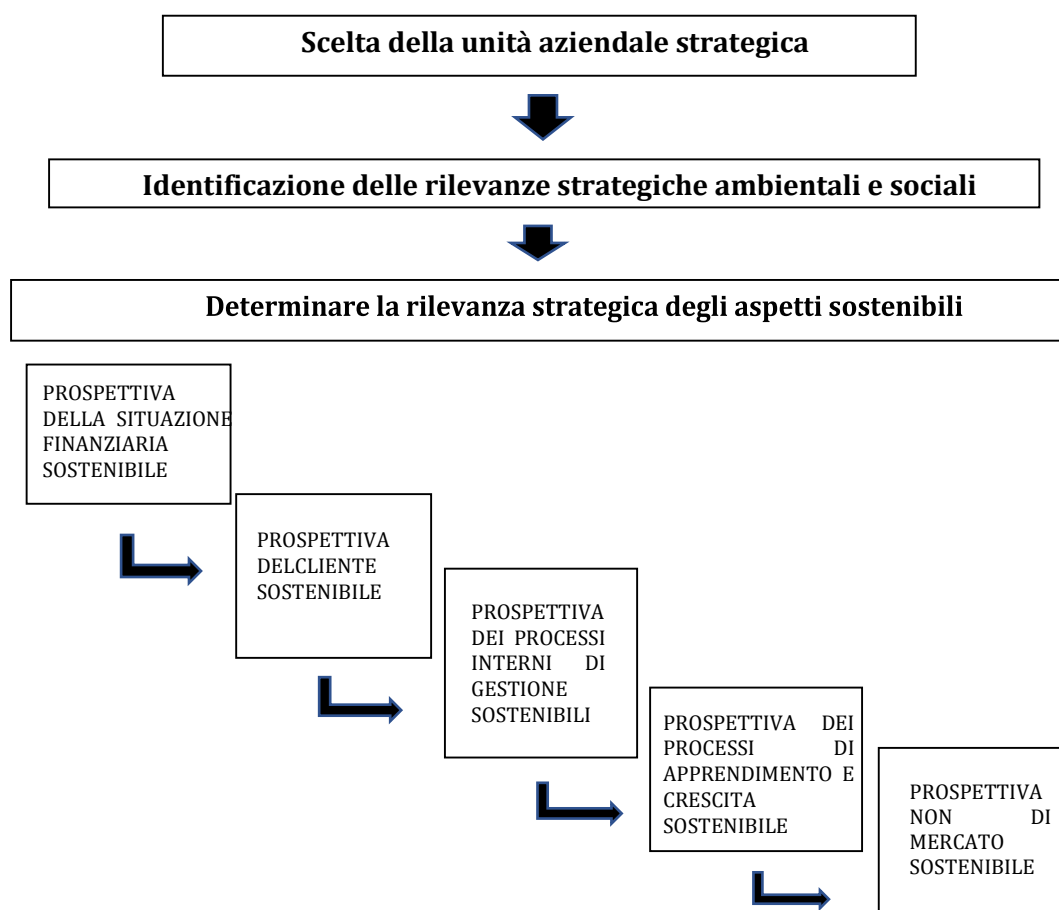 Scelta della unità aziendale strategica
Identificazione delle rilevanze strategiche ambientali e sociali
Determinare la rilevanza strategica degli aspetti sostenibili
PROSPETTIVA
DELLA SITUAZIONE
FINANZIARIA
SOSTENIBILE
PROSPETTIVA
DELCLIENTE
SOSTENIBILE
PROSPETTIVA
DEI PROCESSI
INTERNI DI
GESTIONE
SOSTENIBILI
PROSPETTIVA DEI
PROCESSI DI
APPRENDIMENTO E
CRESCITA
SOSTENIBILE
PROSPETTIVA
NON DI
MERCATO
SOSTENIBILE